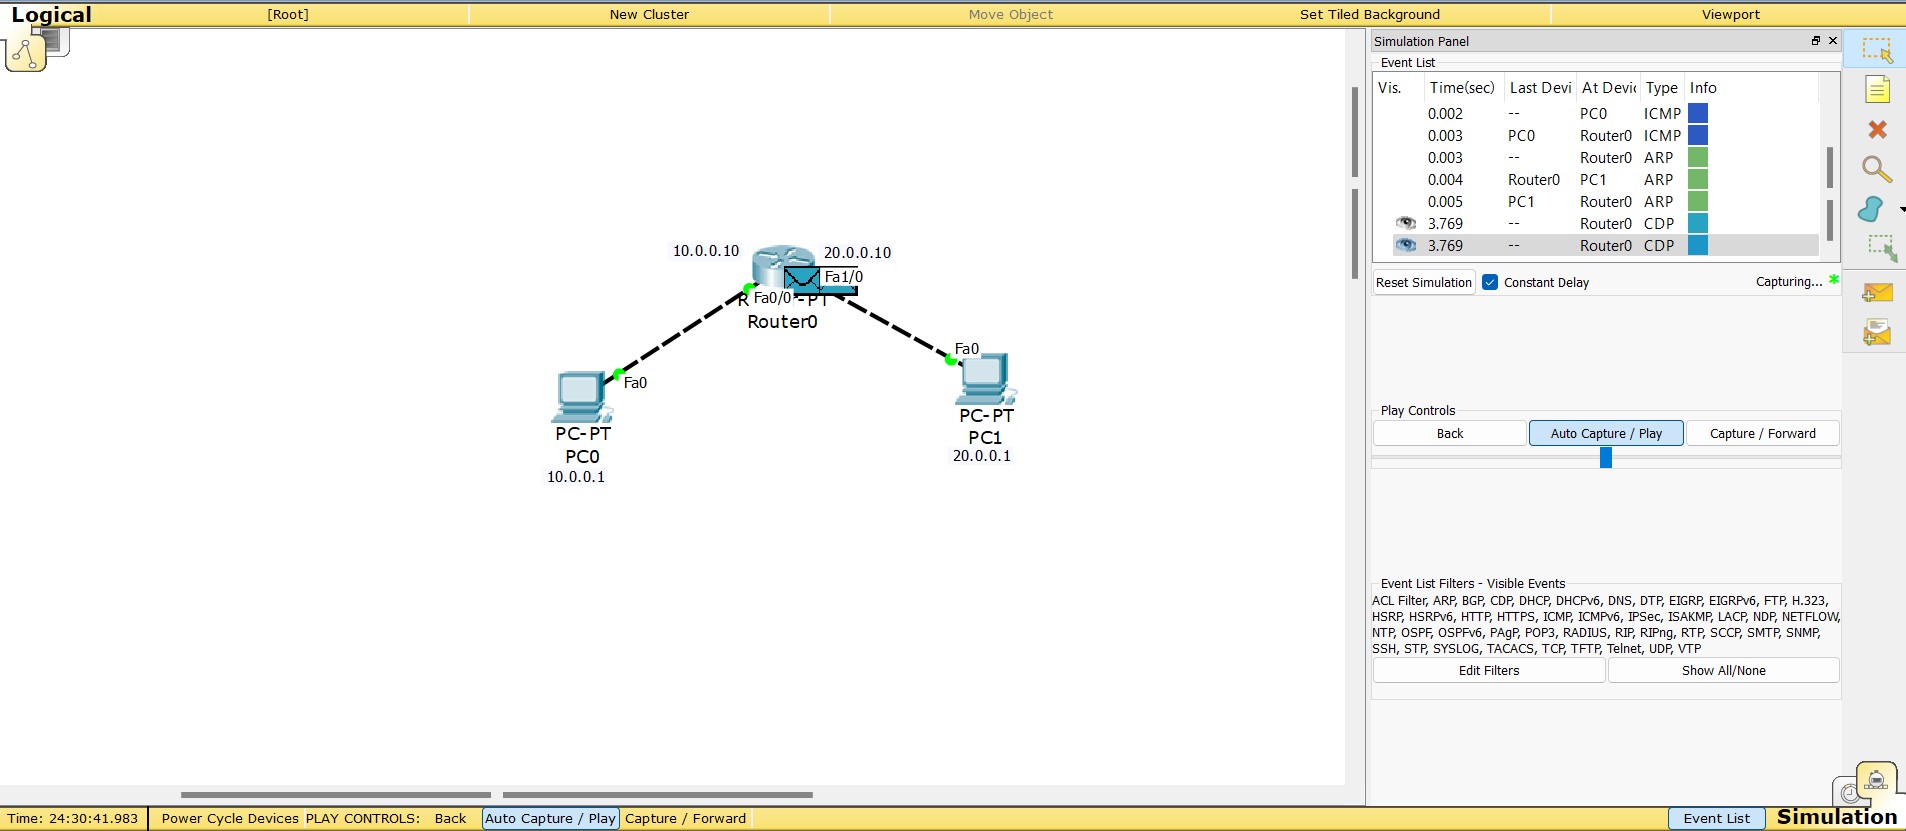 Logical [Root] New Cluster Move Object Set Tiled Background Viewport
Simulation Panel
Event List
Vis. Time(sec) Last Devi At Devic Type Info
0.002 -- PC0 ICMP
0.003 PC0 Router0 ICMP
0.003 -- Router0 ARP
0.004 Router0 PC1 ARP
0.005 PC1 Router0 ARP
3.769 -- Router0 CDP
3.769 -- Router0 CDP
Reset Simulation Constant Delay Capturing... *
10.0.0.10 20.0.0.10
Fa1/0
R Fa0/0 -PT
Router0
Fa0
Fa0
PC-PT
PC0
10.0.0.1
PC-PT
PC1
20.0.0.1
Play Controls
Back Auto Capture / Play Capture / Forward
Event List Filters - Visible Events
ACL Filter, ARP, BGP, CDP, DHCP, DHCPv6, DNS, DTP, EIGRP, EIGRPv6, FTP, H.323,
HSRP, HSRPv6, HTTP, HTTPS, ICMP, ICMPv6, IPSec, ISAKMP, LACP, NDP, NETFLOW,
NTP, OSPF, OSPFv6, PAgP, POP3, RADIUS, RIP, RIPng, RTP, SCCP, SMTP, SNMP,
SSH, STP, SYSLOG, TACACS, TCP, TFTP, Telnet, UDP, VTP
Edit Filters Show All/None
Time: 24:30:41.983 Power Cycle Devices PLAY CONTROLS: Back Auto Capture / Play Capture / Forward Event List Simulation